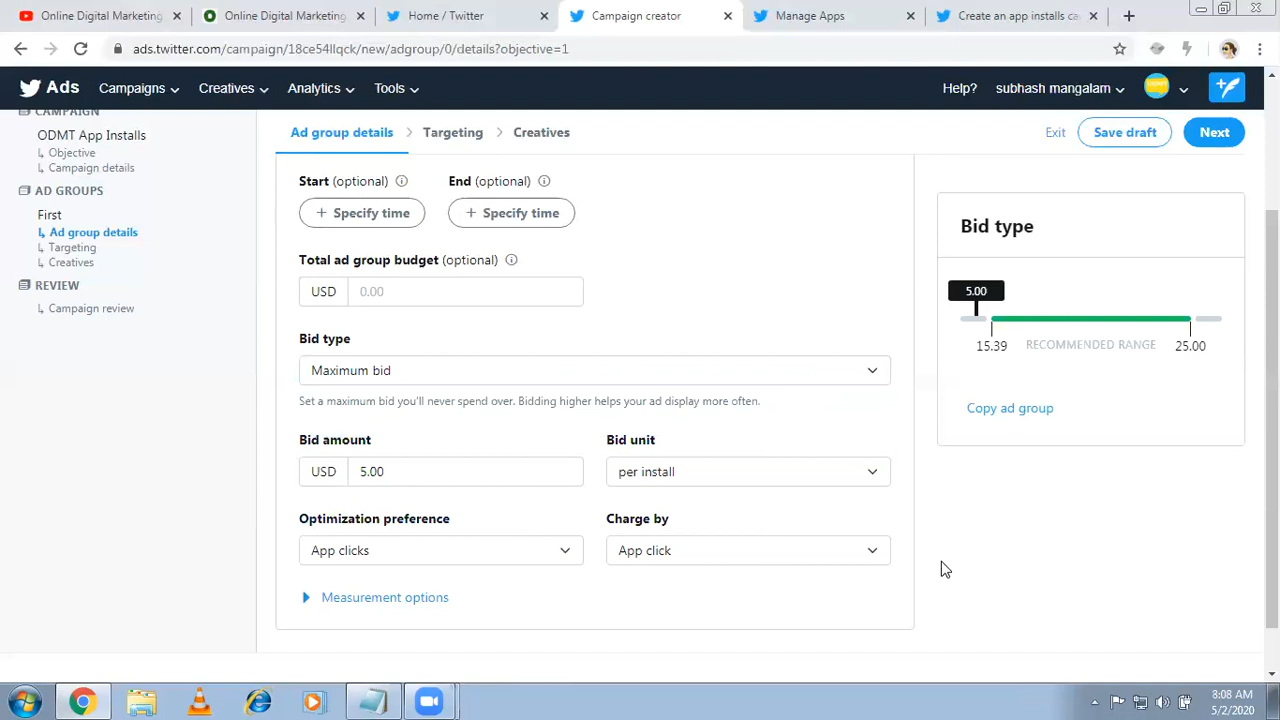 Online Digital Marketing
Online Digital Marketing
Home / Twitter
Campaign creator
Manage Apps
Create an app installs ca
ads.twitter.com/campaign/18ce54llqck/new/adgroup/0/details?objective=1
Ads
Campaigns
Creatives
Analytics
Tools
Help?
subhash mangalam
CAMPAIGN
ODMT App Installs
Objective
Campaign details
AD GROUPS
First
Ad group details
Targeting
Creatives
REVIEW
Campaign review
Ad group details
Targeting
Creatives
Exit
Save draft
Next
Start (optional)
End (optional)
+ Specify time
+ Specify time
Total ad group budget (optional)
USD 0.00
Bid type
Maximum bid
Set a maximum bid you'll never spend over. Bidding higher helps your ad display more often.
Bid amount
Bid unit
USD 5.00
per install
Optimization preference
Charge by
App clicks
App click
Measurement options
Bid type
5.00
15.39 RECOMMENDED RANGE 25.00
Copy ad group
8:08 AM
5/2/2020